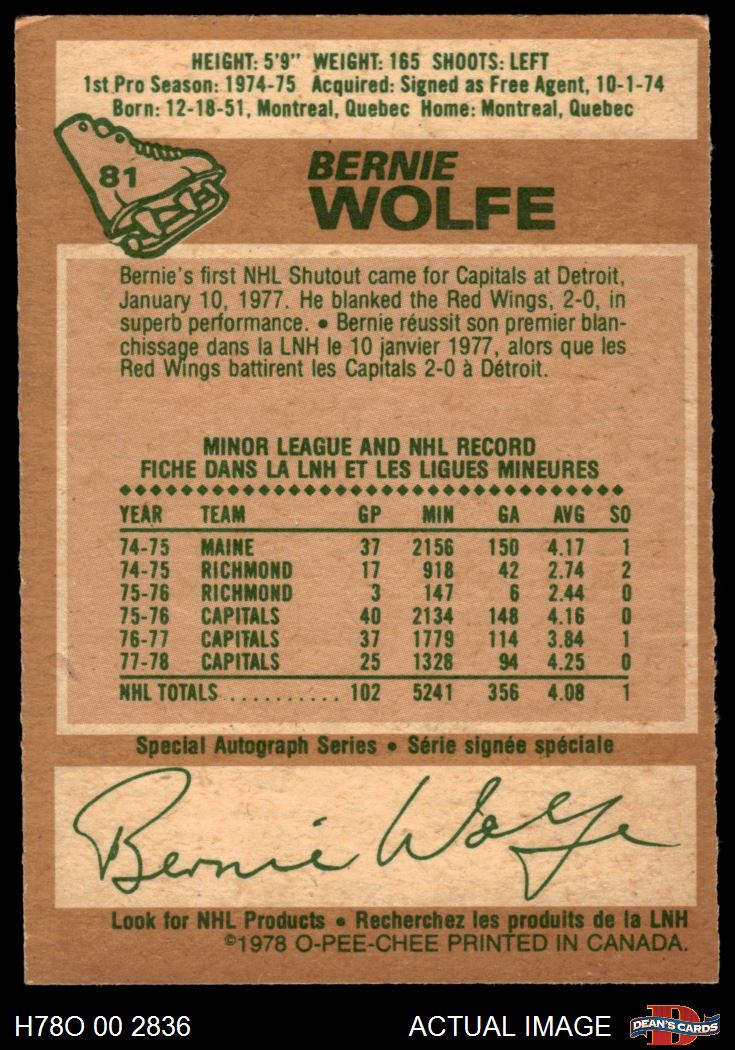 HEIGHT: 5'9" WEIGHT: 165 SHOOTS: LEFT
1st Pro Season: 1974-75 Acquired: Signed as Free Agent, 10-1-74
Born: 12-18-51, Montreal, Quebec Home: Montreal, Quebec
81
BERNIE
WOLFE
Bernie's first NHL Shutout came for Capitals at Detroit,
January 10, 1977. He blanked the Red Wings, 2-0, in
superb performance. • Bernie réussit son premier blan-
chissage dans la LNH le 10 janvier 1977, alors que les
Red Wings battirent les Capitals 2-0 à Détroit.
MINOR LEAGUE AND NHL RECORD
FICHE DANS LA LNH ET LES LIGUES MINEURES
YEAR TEAM GP MIN GA AVG SO
74-75 MAINE 37 2156 150 4.17 1
74-75 RICHMOND 17 918 42 2.74 2
75-76 RICHMOND 3 147 6 2.44 0
75-76 CAPITALS 40 2134 148 4.16 0
76-77 CAPITALS 37 1779 114 3.84 1
77-78 CAPITALS 25 1328 94 4.25 0
NHL TOTALS .......... 102 5241 356 4.08 1
Special Autograph Series • Série signée spéciale
Bernie Wolfe
Look for NHL Products • Recherchez les produits de la LNH
©1978 O-PEE-CHEE PRINTED IN CANADA.
H78O 00 2836 ACTUAL IMAGE D DEAN'S CARDS